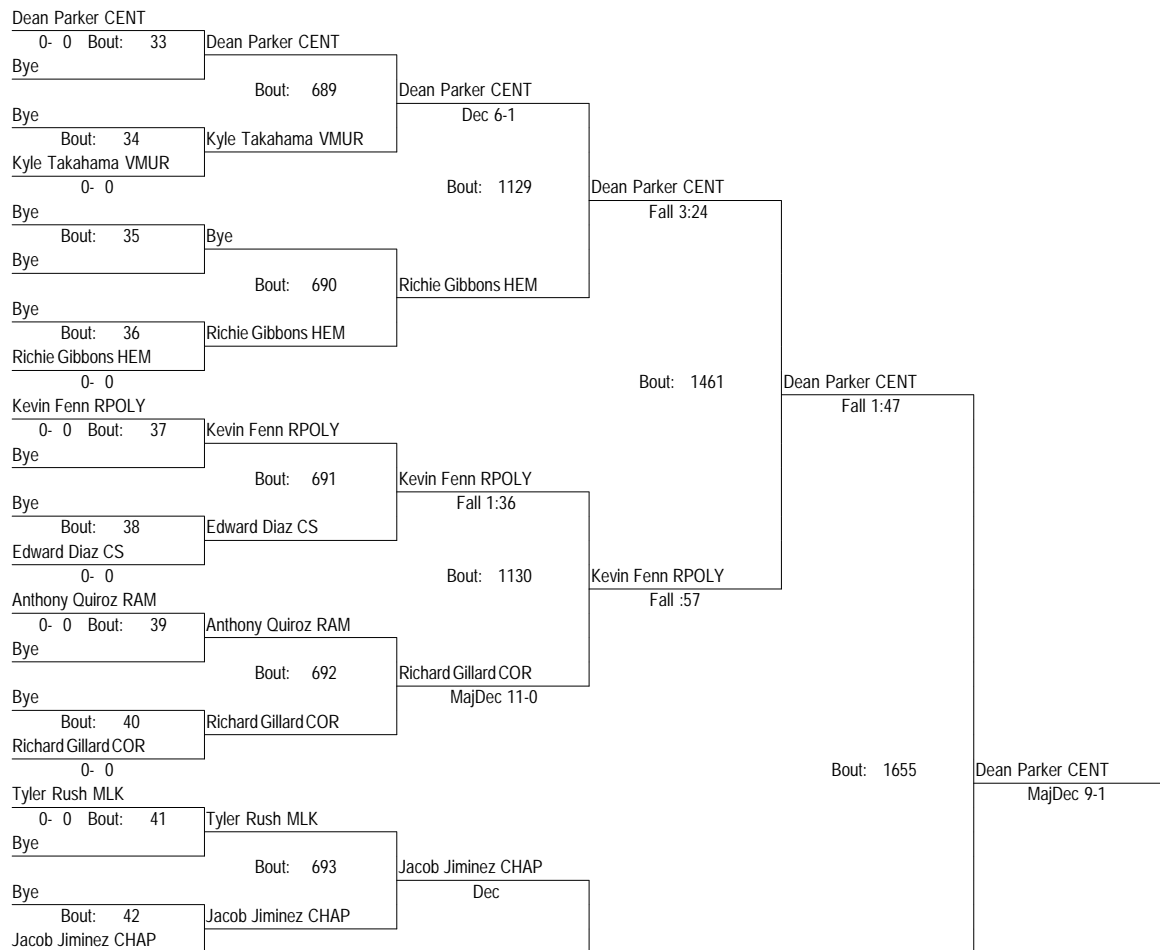 Dean Parker CENT
0- 0 Bout: 33 Dean Parker CENT
Bye
Bout: 689 Dean Parker CENT
Bye Dec 6-1
Bout: 34 Kyle Takahama VMUR
Kyle Takahama VMUR
0- 0 Bout: 1129 Dean Parker CENT
Bye Fall 3:24
Bout: 35 Bye
Bye
Bout: 690 Richie Gibbons HEM
Bye
Bout: 36 Richie Gibbons HEM
Richie Gibbons HEM
0- 0 Bout: 1461 Dean Parker CENT
Kevin Fenn RPOLY Fall 1:47
0- 0 Bout: 37 Kevin Fenn RPOLY
Bye
Bout: 691 Kevin Fenn RPOLY
Bye Fall 1:36
Bout: 38 Edward Diaz CS
Edward Diaz CS
0- 0 Bout: 1130 Kevin Fenn RPOLY
Anthony Quiroz RAM Fall :57
0- 0 Bout: 39 Anthony Quiroz RAM
Bye
Bout: 692 Richard Gillard COR
Bye MajDec 11-0
Bout: 40 Richard Gillard COR
Richard Gillard COR
0- 0 Bout: 1655 Dean Parker CENT
Tyler Rush MLK MajDec 9-1
0- 0 Bout: 41 Tyler Rush MLK
Bye
Bout: 693 Jacob Jiminez CHAP
Bye Dec
Bout: 42 Jacob Jiminez CHAP
Jacob Jiminez CHAP